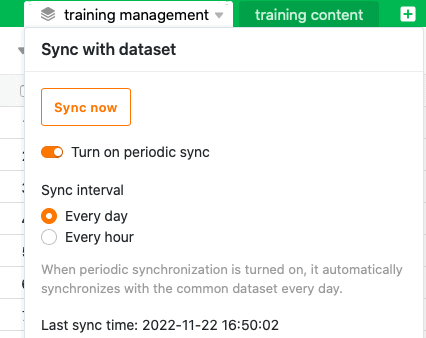 training management training content
Sync with dataset
Sync now
Turn on periodic sync
Sync interval
Every day
Every hour
When periodic synchronization is turned on, it automatically
synchronizes with the common dataset every day.
Last sync time: 2022-11-22 16:50:02